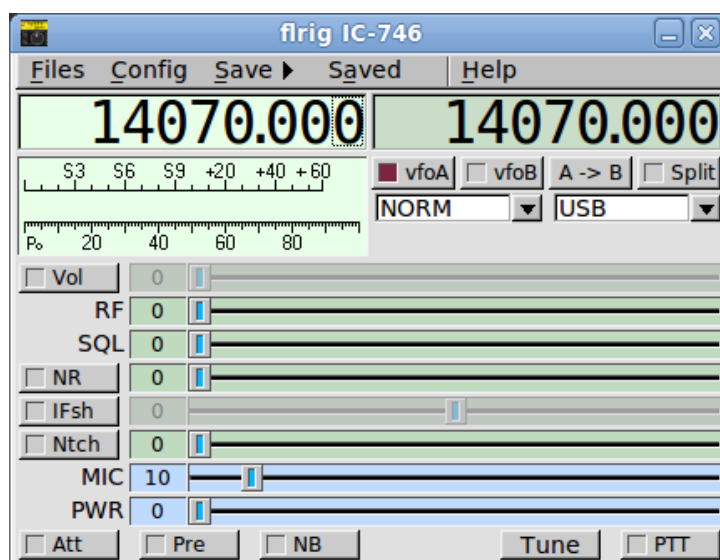 flrig IC-746
Files Config Save Saved Help
14070.000 14070.000
S3 S6 S9 +20 +40 +60
vfoA vfoB A -> B Split
NORM USB
Po 20 40 60 80
Vol 0
RF 0
SQL 0
NR 0
IFsh 0
Ntch 0
MIC 10
PWR 0
Att Pre NB Tune PTT